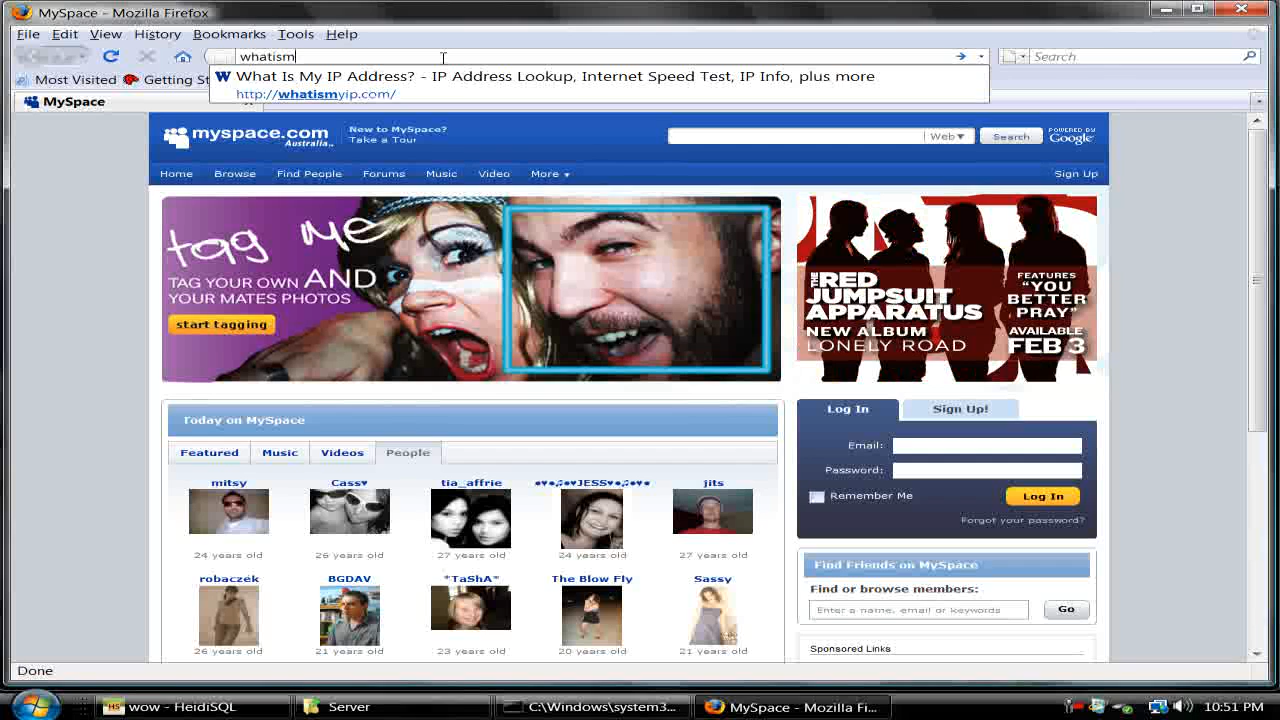 MySpace - Mozilla Firefox
File Edit View History Bookmarks Tools Help
whatism
Search
What Is My IP Address? - IP Address Lookup, Internet Speed Test, IP Info, plus more
http://whatismyip.com/
Most Visited Getting St
MySpace
myspace.com
Australia
New to MySpace?
Take a Tour
Web Search
POWERED BY
Google
Home Browse Find People Forums Music Video More Sign Up
tag me
TAG YOUR OWN AND
YOUR MATES PHOTOS
start tagging
THE RED
JUMPSUIT
APPARATUS
NEW ALBUM
LONELY ROAD
FEATURES
"YOU
BETTER
PRAY"
AVAILABLE
FEB 3
Today on MySpace
Featured Music Videos People
mitsy Cass♥ tia_affrie •♥•♫•♥JESS♥•♫•♥• jits
24 years old 26 years old 27 years old 24 years old 27 years old
robaczek BGDAV *TaShA* The Blow Fly Sassy
26 years old 21 years old 23 years old 20 years old 21 years old
Log In Sign Up!
Email:
Password:
Remember Me Log In
Forgot your password?
Find Friends on MySpace
Find or browse members:
Enter a name, email or keywords Go
Sponsored Links
Done
wow - HeidiSQL Server C:\Windows\system3... MySpace - Mozilla Fi... 10:51 PM